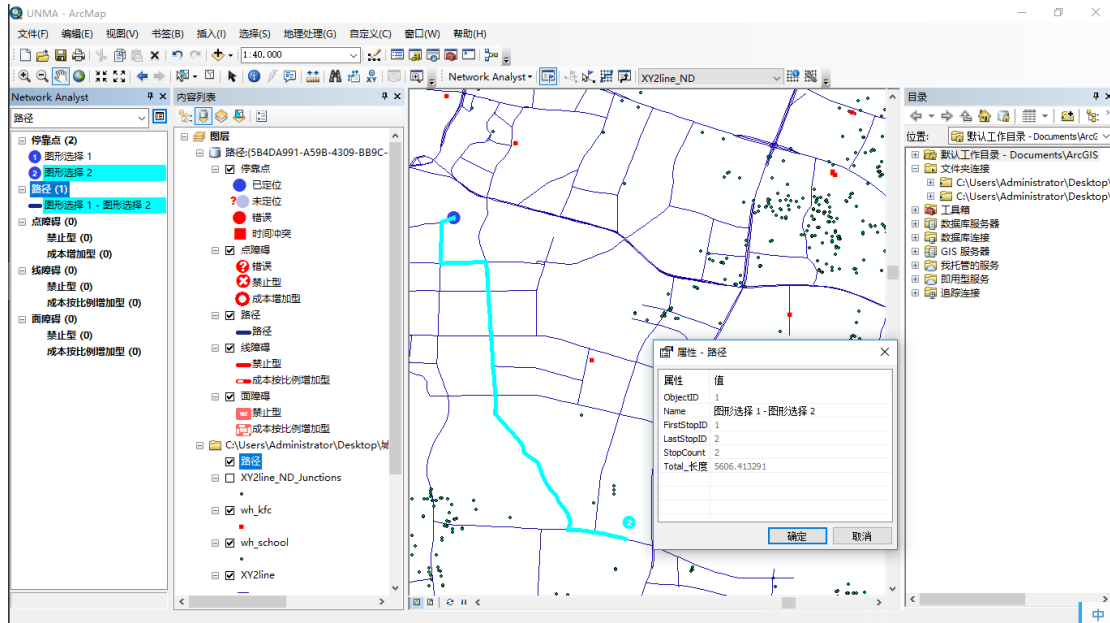 UNMA - ArcMap
文件(F) 编辑(E) 视图(V) 书签(B) 插入(I) 选择(S) 地理处理(G) 自定义(C) 窗口(W) 帮助(H)
1:40,000
Network Analyst XY2line_ND
Network Analyst
路径
停靠点 (2)
1 图形选择 1
2 图形选择 2
路径 (1)
图形选择 1 - 图形选择 2
点障碍 (0)
禁止型 (0)
成本增加型 (0)
线障碍 (0)
禁止型 (0)
成本按比例增加型 (0)
面障碍 (0)
禁止型 (0)
成本按比例增加型 (0)
内容列表
图层
路径:(5B4DA991-A59B-4309-BB9C-
停靠点
已定位
?未定位
错误
时间冲突
点障碍
错误
禁止型
成本增加型
路径
路径
线障碍
禁止型
成本按比例增加型
面障碍
禁止型
成本按比例增加型
C:\Users\Administrator\Desktop\
路径
XY2line_ND_Junctions
wh_kfc
wh_school
XY2line
2
属性 - 路径
属性 值
ObjectID 1
Name 图形选择 1 - 图形选择 2
FirstStopID 1
LastStopID 2
StopCount 2
Total_长度 5606.413291
确定 取消
目录
位置: 默认工作目录 - Documents\ArcG
默认工作目录 - Documents\ArcGIS
文件夹连接
C:\Users\Administrator\Desktop\
C:\Users\Administrator\Desktop\
工具箱
数据库服务器
数据库连接
GIS 服务器
我托管的服务
即用型服务
追踪连接
中